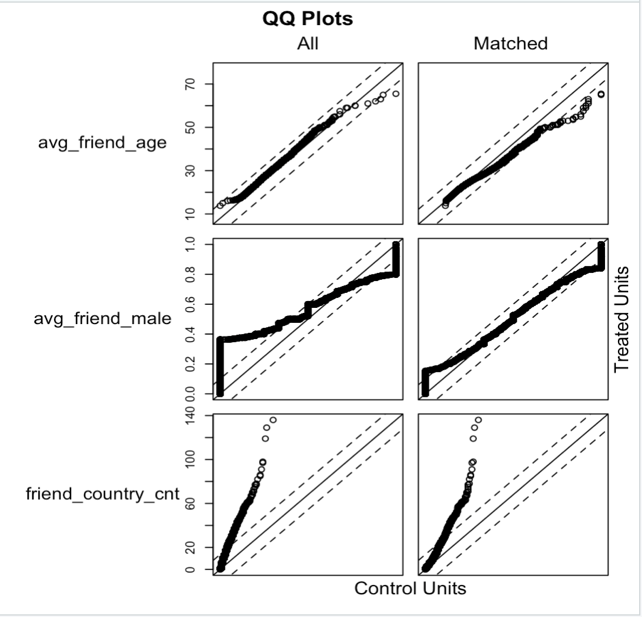 QQ Plots
All Matched
avg_friend_age
10 30 50 70
avg_friend_male
0.0 0.2 0.4 0.6 0.8 1.0
friend_country_cnt
0 20 60 100 140
Treated Units
Control Units